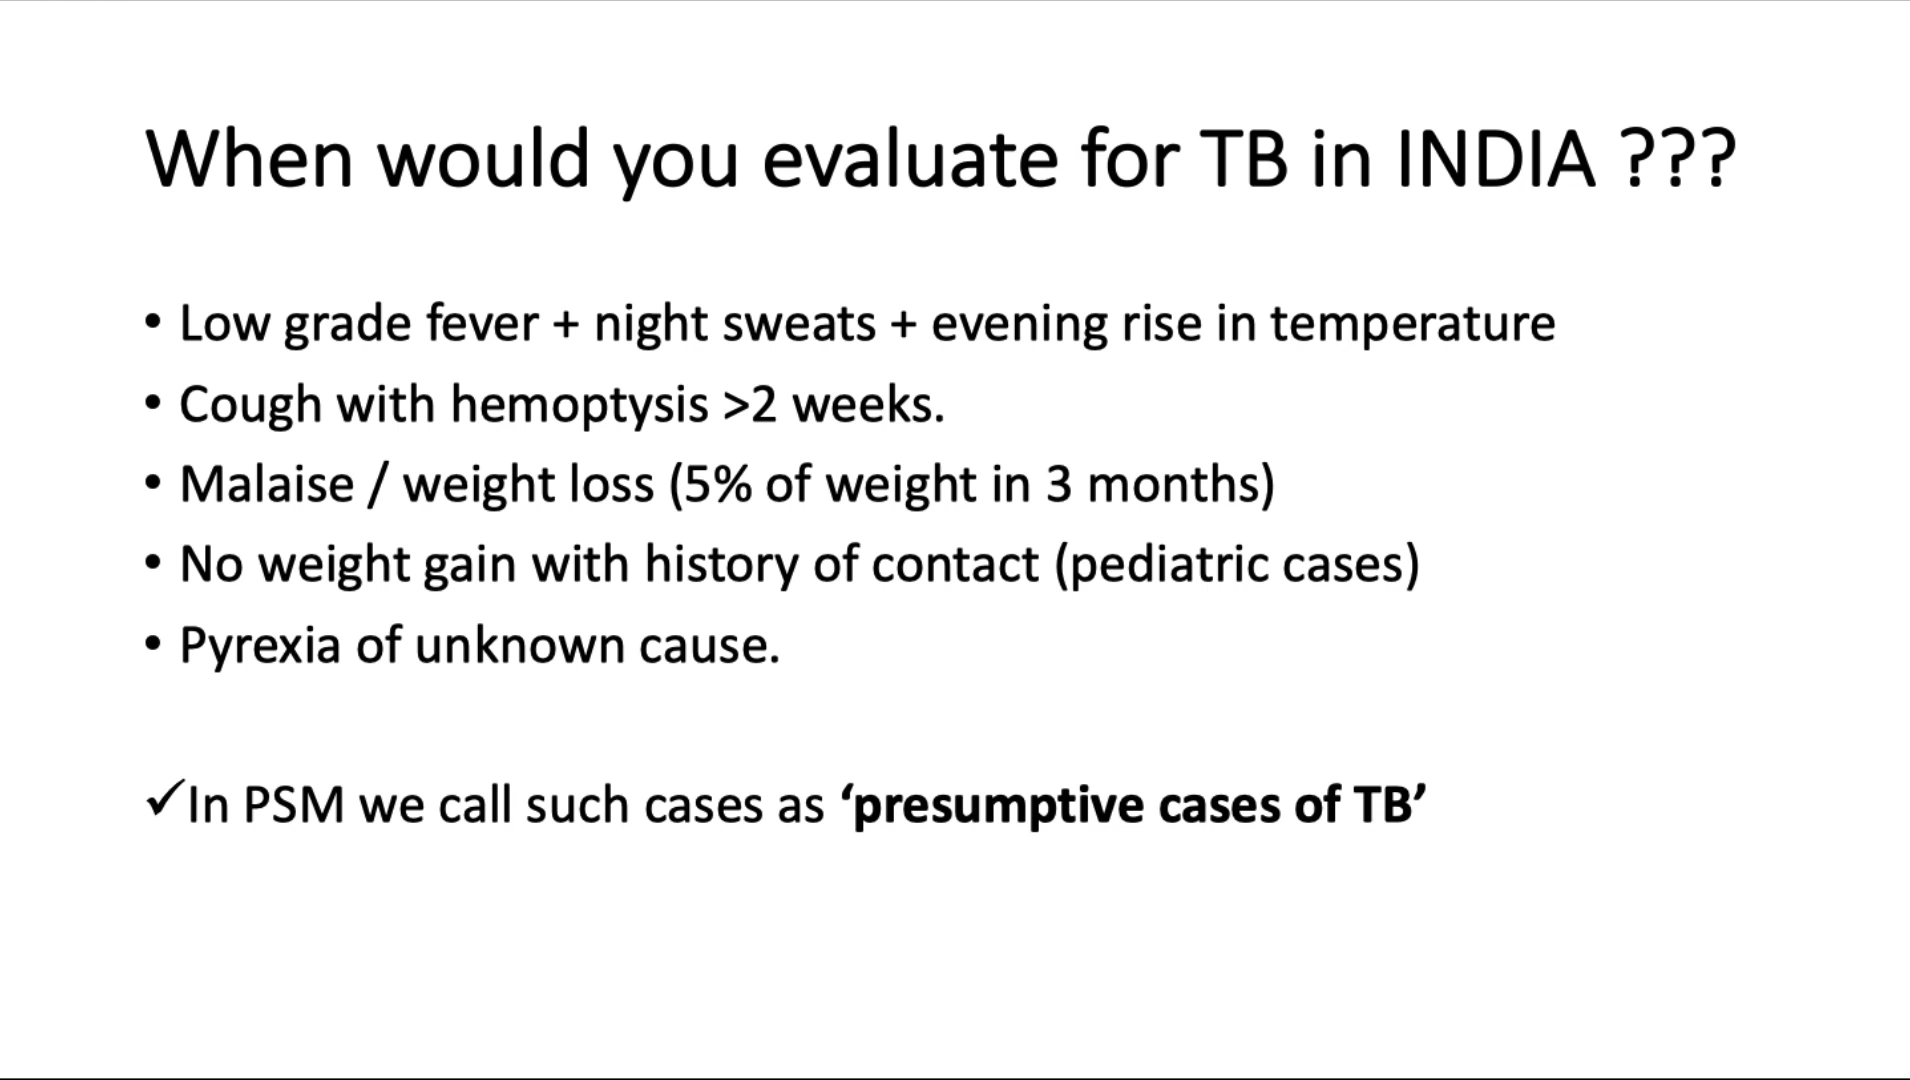 When would you evaluate for TB in INDIA ???
• Low grade fever + night sweats + evening rise in temperature
• Cough with hemoptysis >2 weeks.
• Malaise / weight loss (5% of weight in 3 months)
• No weight gain with history of contact (pediatric cases)
• Pyrexia of unknown cause.
✓In PSM we call such cases as ‘presumptive cases of TB’